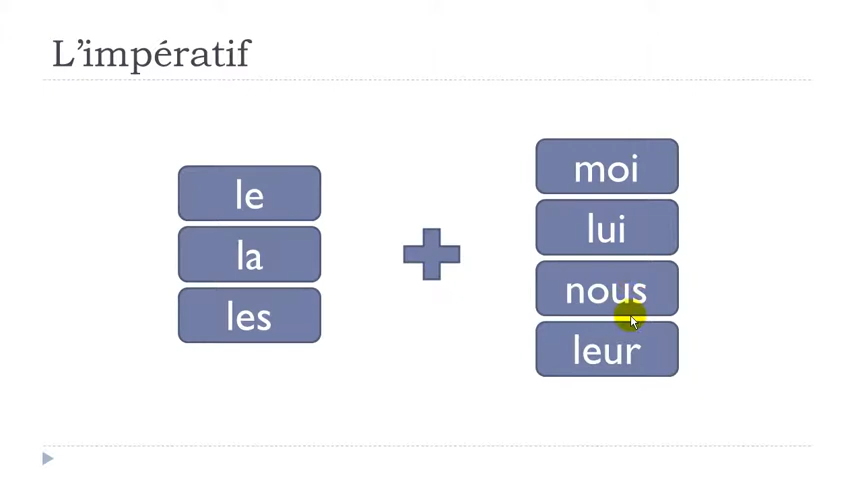 L’impératif
le
la
les
moi
lui
nous
leur